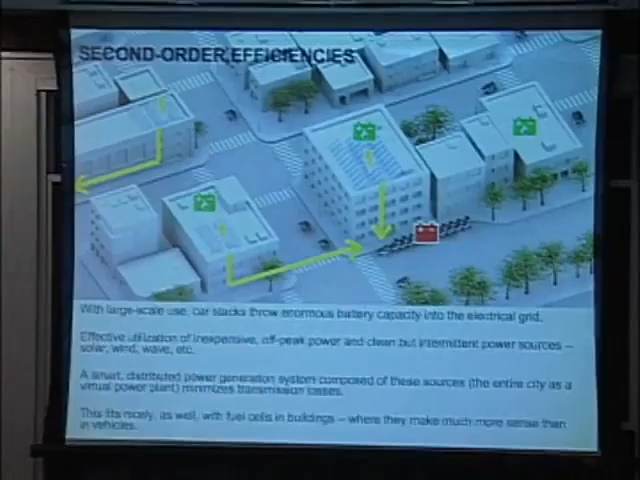 SECOND-ORDER EFFICIENCIES
With large-scale use, car stacks throw enormous battery capacity into the electrical grid.
Effective utilization of inexpensive, off-peak power and clean but intermittent power sources –
solar, wind, wave, etc.
A smart, distributed power generation system composed of these sources (the entire city as a
virtual power plant) minimizes transmission losses.
This fits nicely, as well, with fuel cells in buildings – where they make much more sense than
in vehicles.